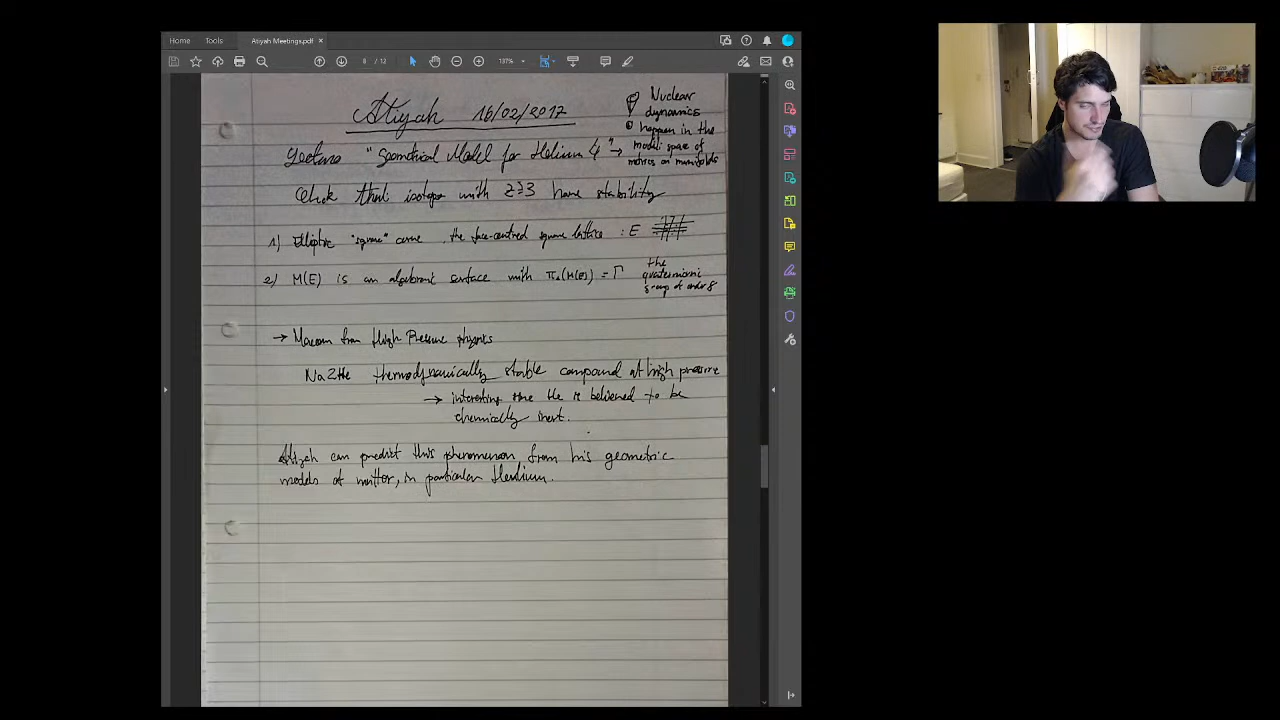 Home Tools Atiyah Meetings.pdf ×
8 / 12 137%
Atiyah 16/02/2017
Nuclear
dynamics
happen in the
moduli space of
metrics on manifolds
Lecture "Geometrical Model for Helium 4" →
Check that isotope with have stability
1) Elliptic "square" curve, the face-centred square lattice : E
2) M(E) is an algebraic surface with (M(E)) = Γ
the
quaternionic
group of order 8
→ from High Pressure physics
Na2He thermodynamically stable compound at high pressure
→ interesting since He is believed to be
chemically inert.
Atiyah can predict this phenomenon from his geometric
models of matter, in particular Helium.